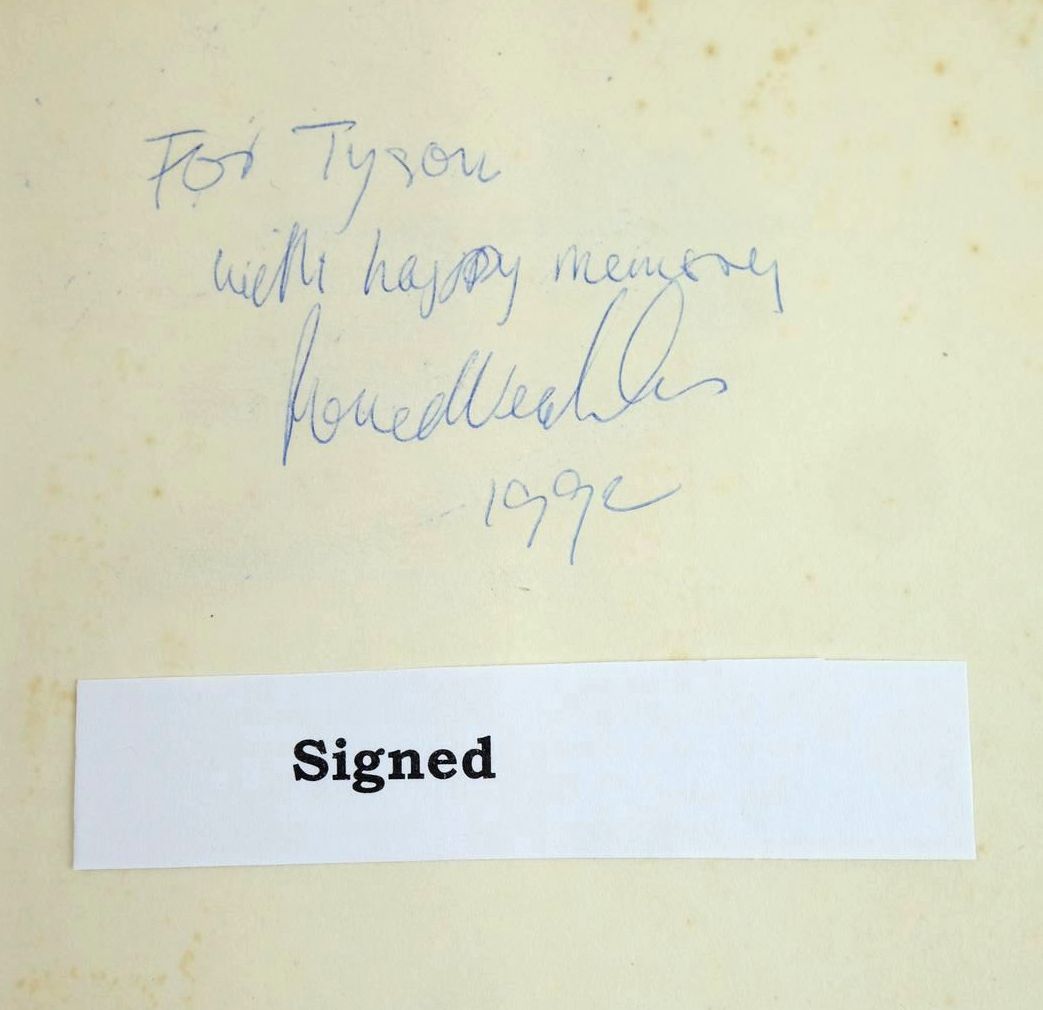 For Tyson
with happy memory
1992
Signed